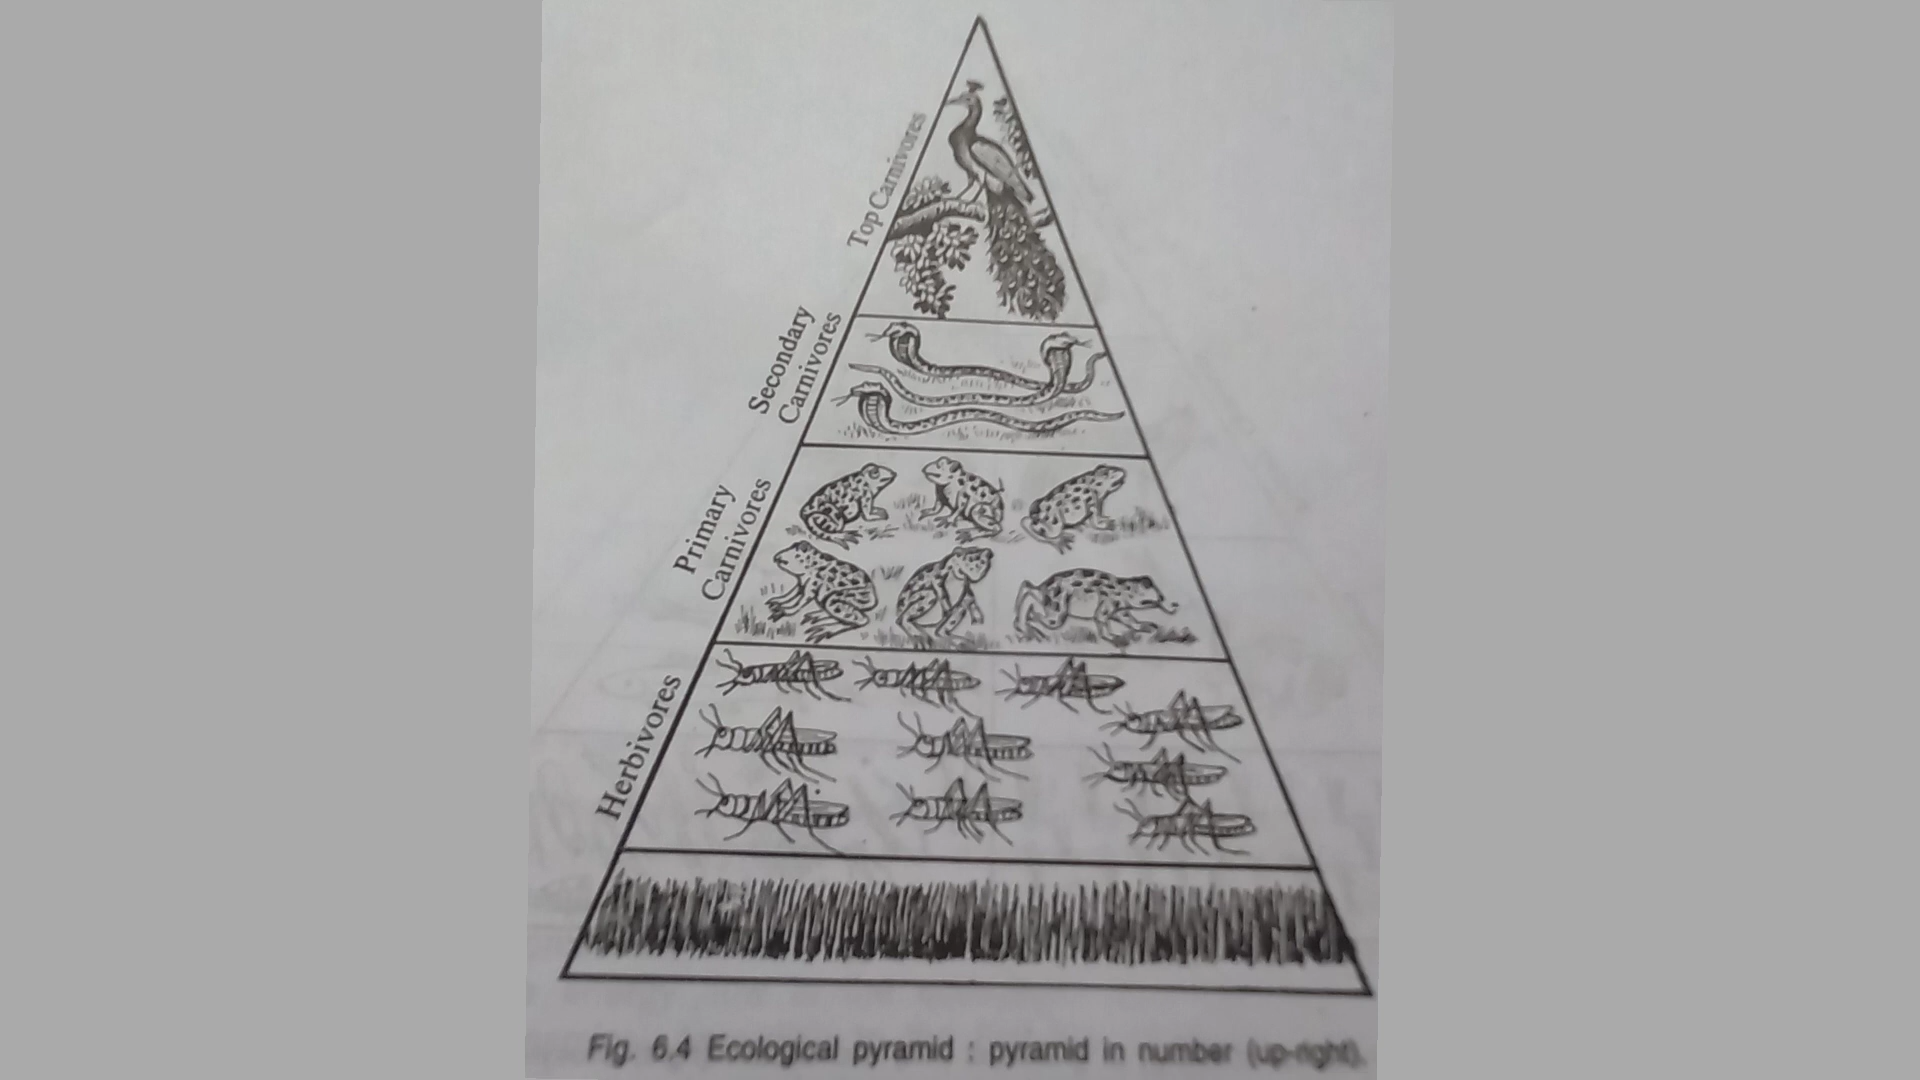 Top Carnivores
Secondary
Carnivores
Primary
Carnivores
Herbivores
Fig. 6.4 Ecological pyramid : pyramid in number (up-right).